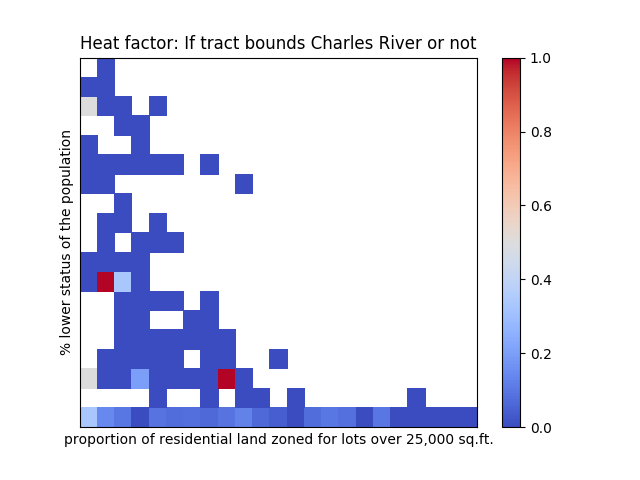 Heat factor: If tract bounds Charles River or not
% lower status of the population
proportion of residential land zoned for lots over 25,000 sq.ft.
1.0
0.8
0.6
0.4
0.2
0.0